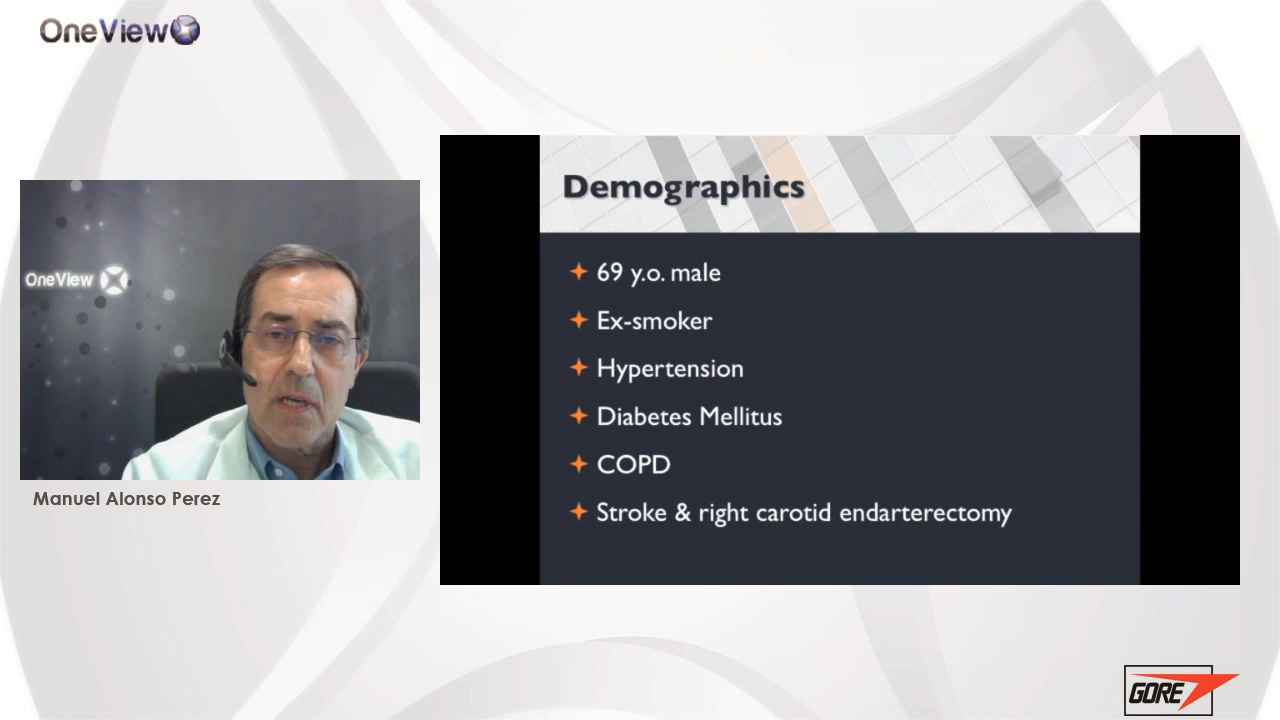 OneView
OneView
Manuel Alonso Perez
Demographics
69 y.o. male
Ex-smoker
Hypertension
Diabetes Mellitus
COPD
Stroke & right carotid endarterectomy
GORE